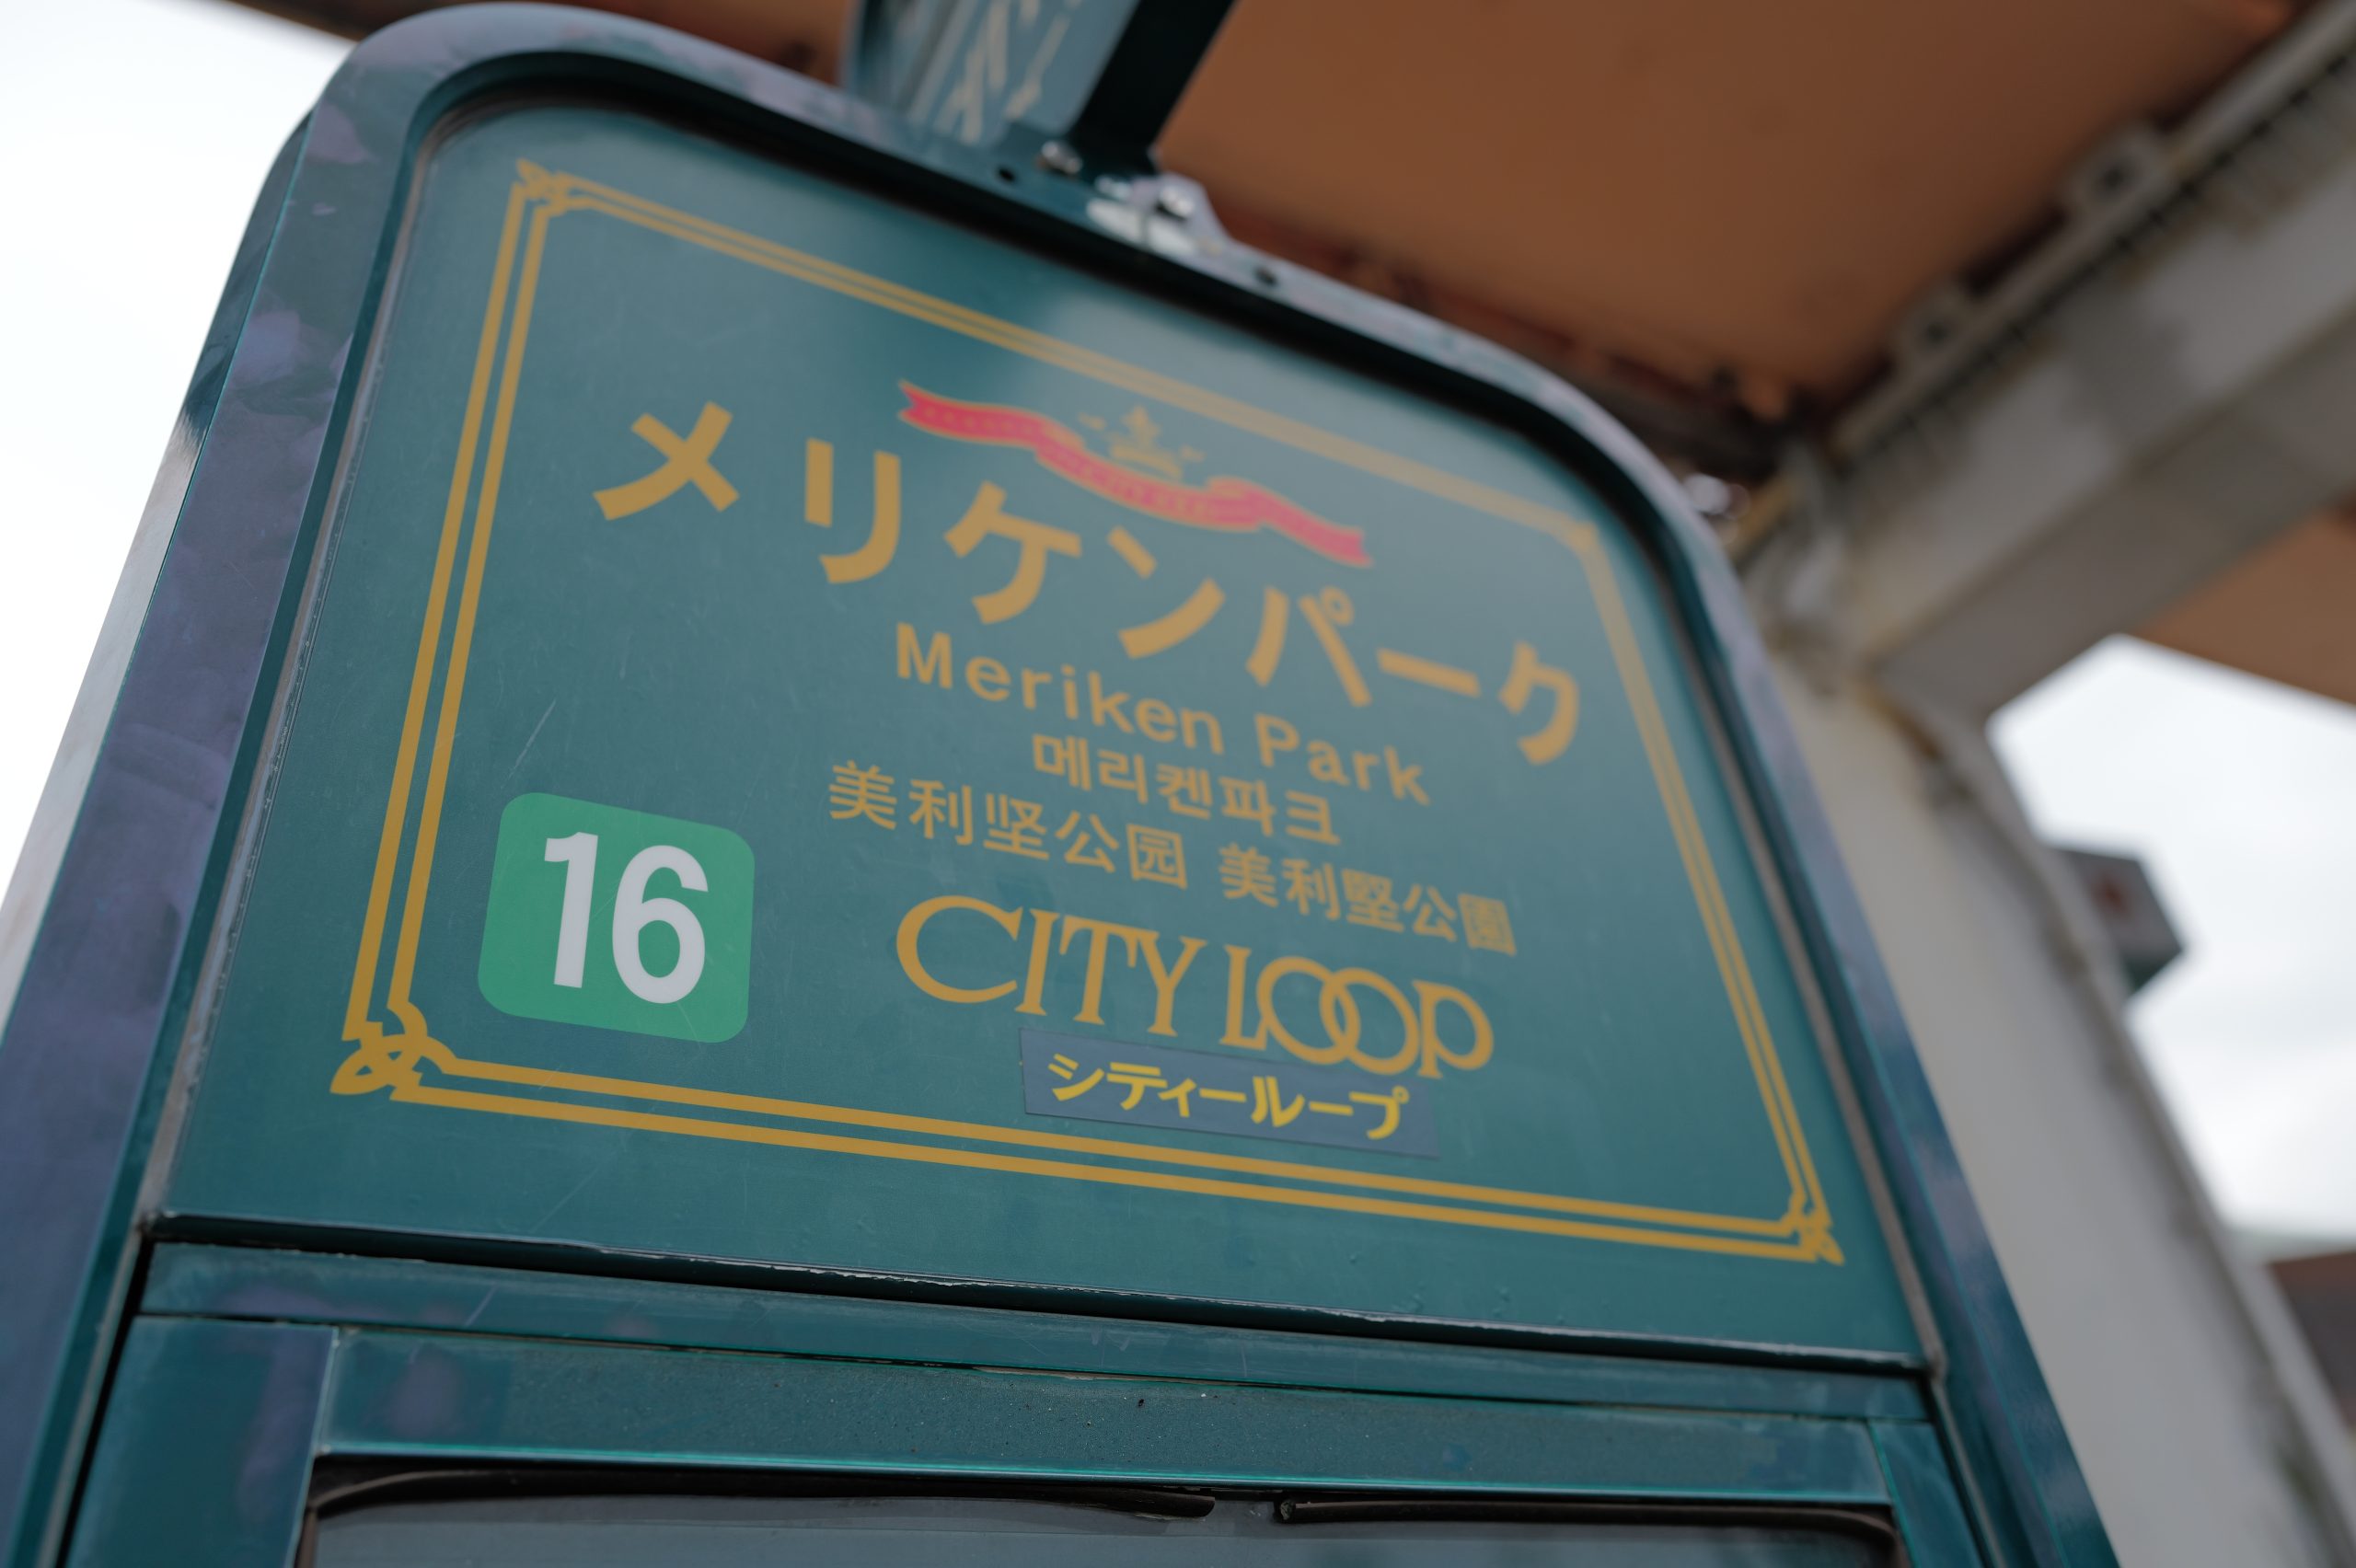 メリケンパーク
Meriken Park
메리켄파크
美利坚公园 美利堅公園
16
CITY LOOP
シティーループ